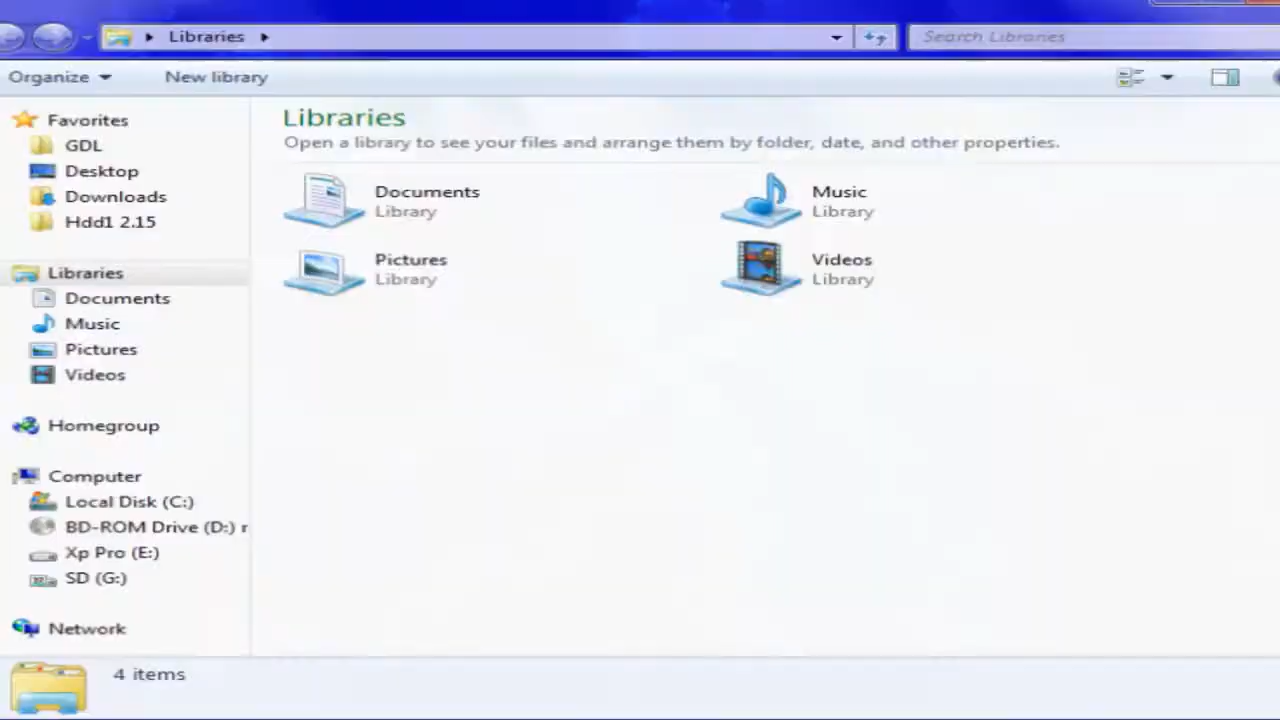 Libraries
Search Libraries
Organize
New library
Favorites
GDL
Desktop
Downloads
Hdd1 2.15
Libraries
Documents
Music
Pictures
Videos
Homegroup
Computer
Local Disk (C:)
BD-ROM Drive (D:) r
Xp Pro (E:)
SD (G:)
Network
Libraries
Open a library to see your files and arrange them by folder, date, and other properties.
Documents
Library
Music
Library
Pictures
Library
Videos
Library
4 items